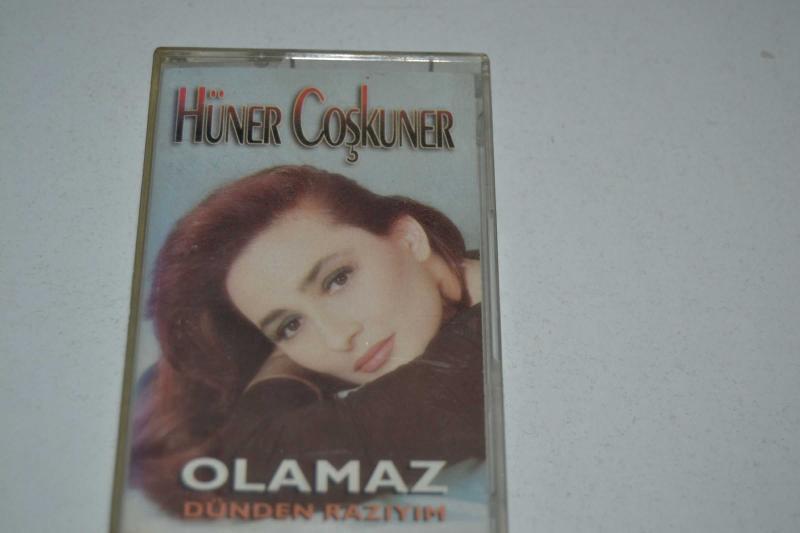 HÜNER COŞKUNER
OLAMAZ
DÜNDEN RAZIYIM